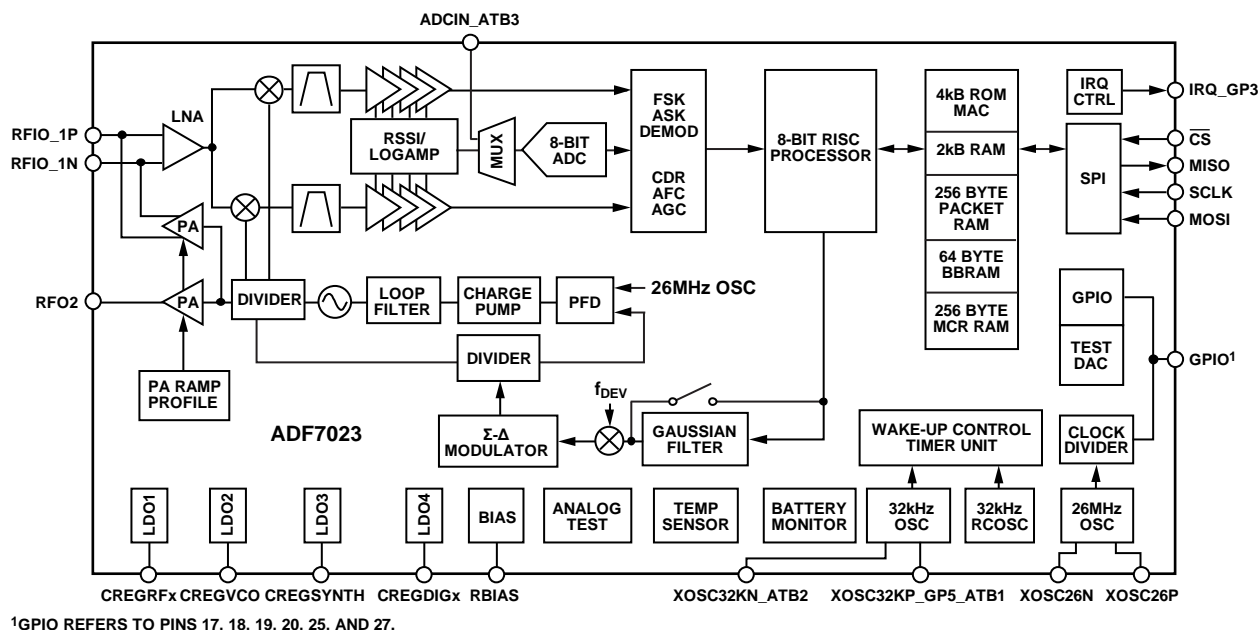 ADCIN_ATB3
RFIO_1P
RFIO_1N
LNA
RSSI/
LOGAMP
MUX
8-BIT
ADC
FSK
ASK
DEMOD
CDR
AFC
AGC
8-BIT RISC
PROCESSOR
4kB ROM
MAC
2kB RAM
256 BYTE
PACKET
RAM
64 BYTE
BBRAM
256 BYTE
MCR RAM
IRQ
CTRL
IRQ_GP3
SPI
CS
MISO
SCLK
MOSI
PA
RFO2
PA
DIVIDER
LOOP
FILTER
CHARGE
PUMP
PFD
26MHz OSC
DIVIDER
GPIO
TEST
DAC
GPIO1
PA RAMP
PROFILE
ADF7023
Σ-Δ
MODULATOR
fDEV
GAUSSIAN
FILTER
WAKE-UP CONTROL
TIMER UNIT
CLOCK
DIVIDER
LDO1
LDO2
LDO3
LDO4
BIAS
ANALOG
TEST
TEMP
SENSOR
BATTERY
MONITOR
32kHz
OSC
32kHz
RCOSC
26MHz
OSC
CREGRFx
CREGVCO
CREGSYNTH
CREGDIGx
RBIAS
XOSC32KN_ATB2
XOSC32KP_GP5_ATB1
XOSC26N
XOSC26P
1GPIO REFERS TO PINS 17, 18, 19, 20, 25, AND 27.